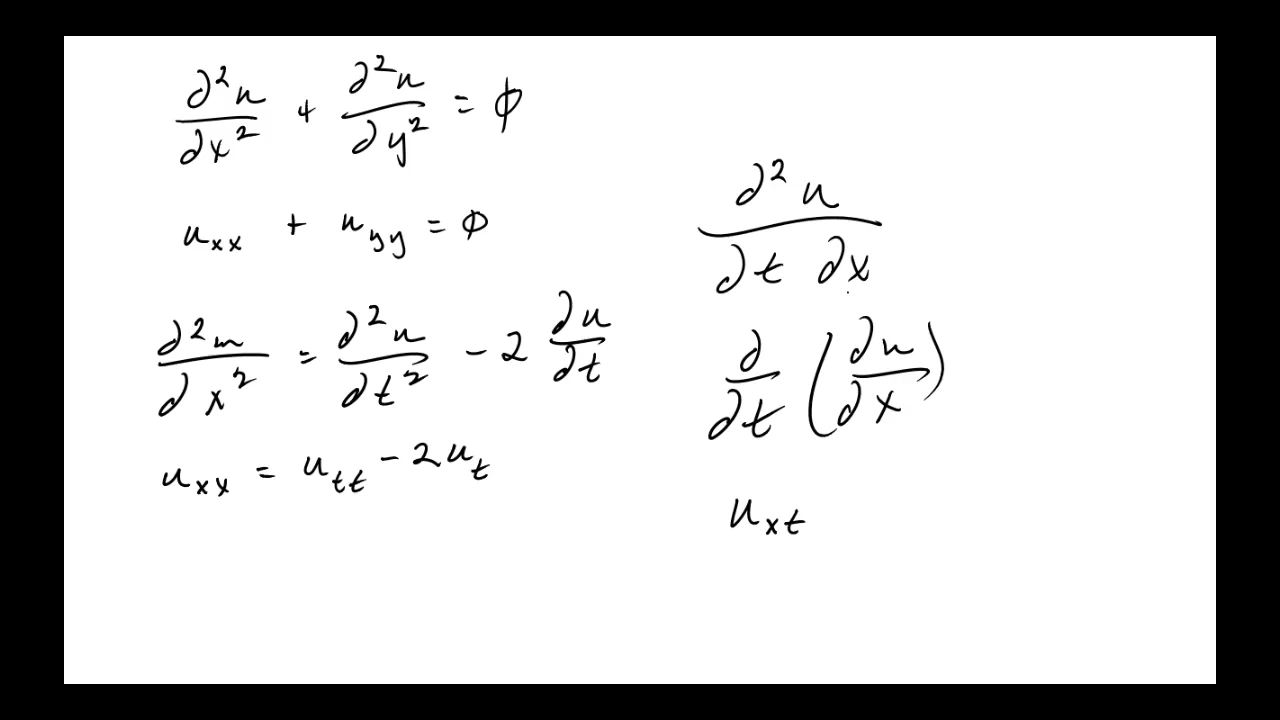 ∂²u/∂x² + ∂²u/∂y² = ϕ
u_xx + u_yy = ϕ
∂²u/∂x² = ∂²u/∂t² - 2 ∂u/∂t
u_xx = u_tt - 2u_t
∂²u/∂t ∂x
∂/∂t (∂u/∂x)
u_xt